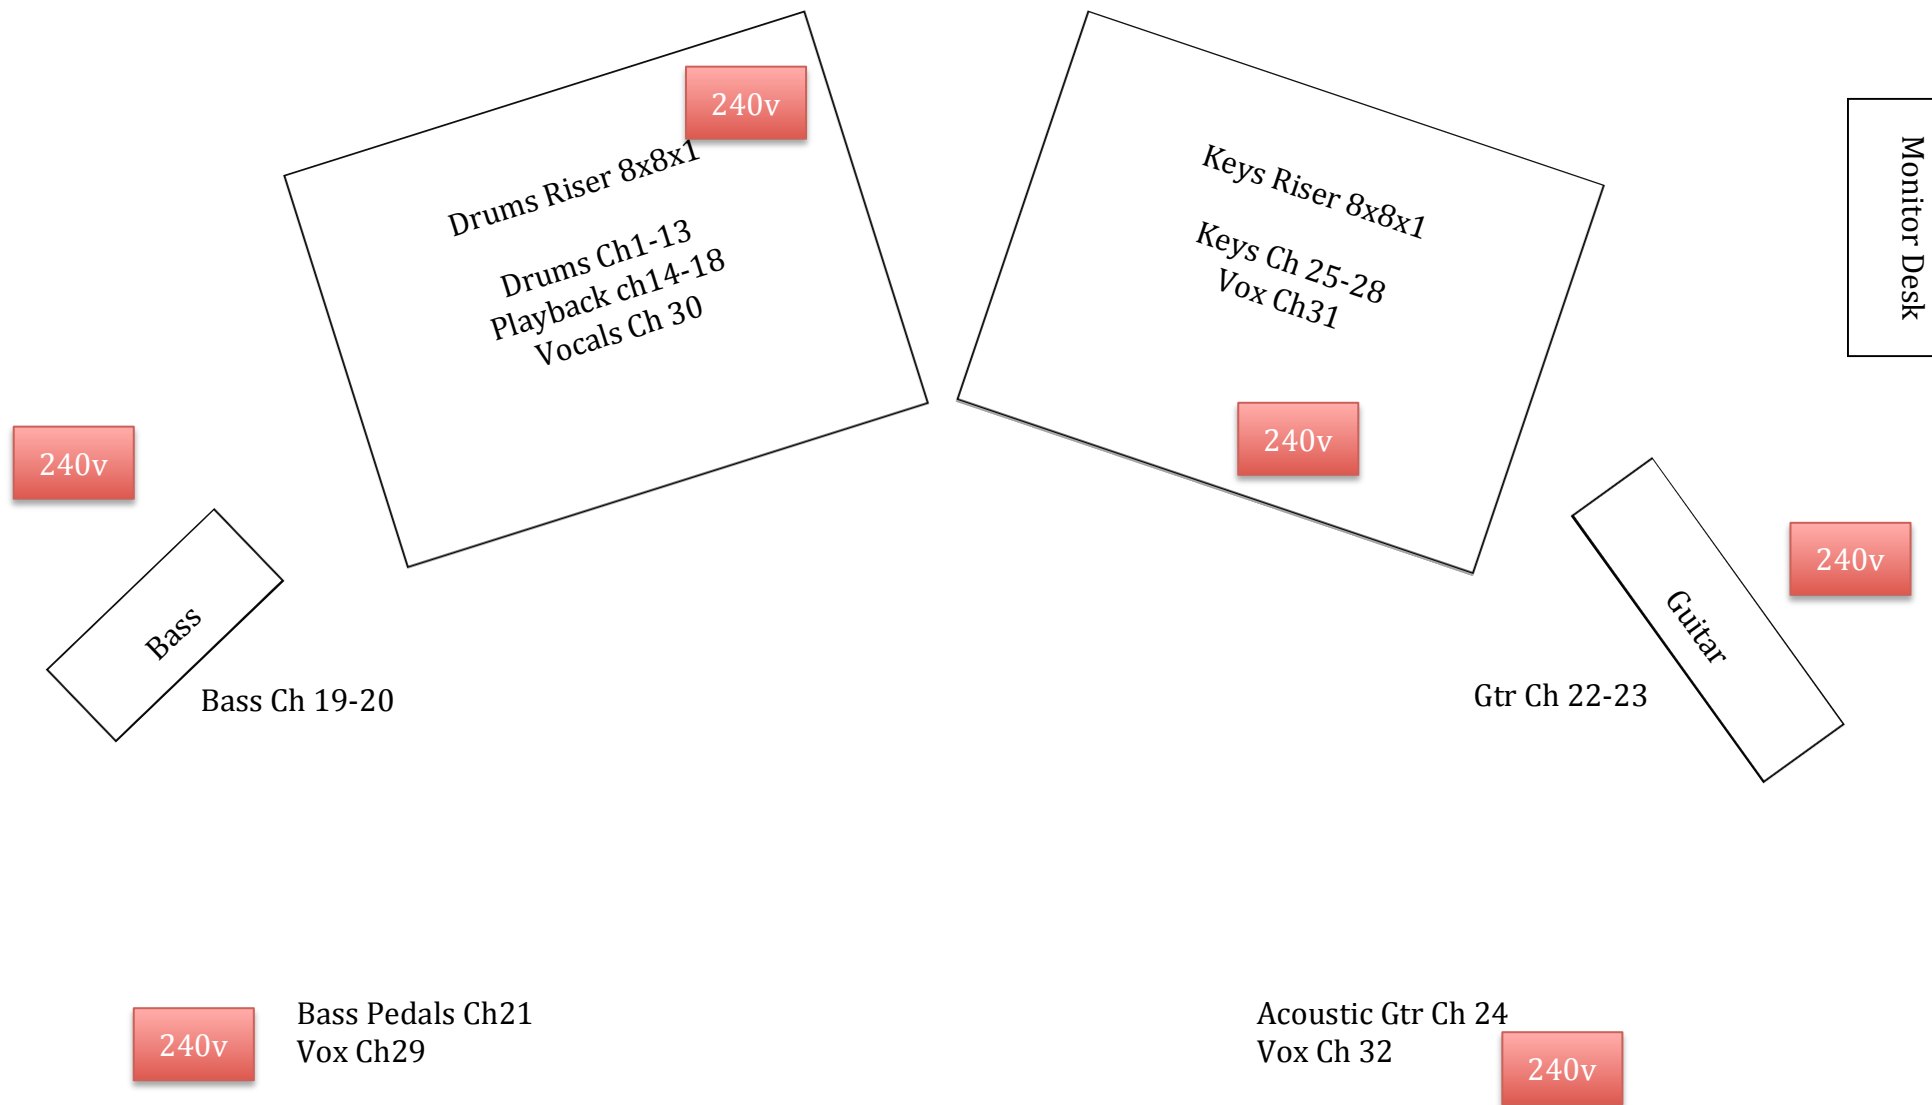 240v
Drums Riser 8x8x1
Drums Ch1-13
Playback ch14-18
Vocals Ch 30
Keys Riser 8x8x1
Keys Ch 25-28
Vox Ch31
240v
Monitor Desk
240v
Bass
Bass Ch 19-20
240v
Guitar
Gtr Ch 22-23
240v
Bass Pedals Ch21
Vox Ch29
Acoustic Gtr Ch 24
Vox Ch 32
240v